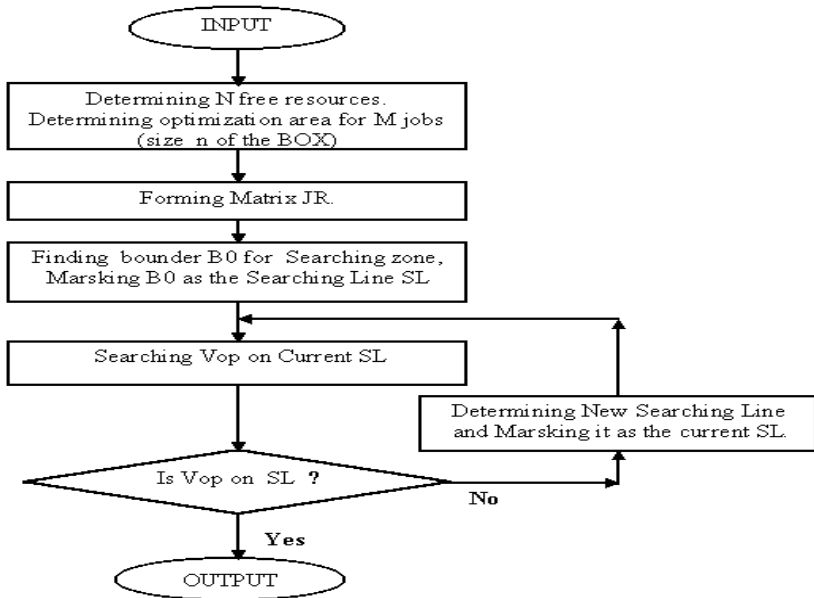 INPUT
Determining N free resources.
Determining optimization area for M jobs
(size n of the BOX)
Forming Matrix JR.
Finding bounder B0 for Searching zone,
Marsking B0 as the Searching Line SL
Searching Vop on Current SL
Determining New Searching Line
and Marsking it as the current SL.
Is Vop on SL ?
No
Yes
OUTPUT